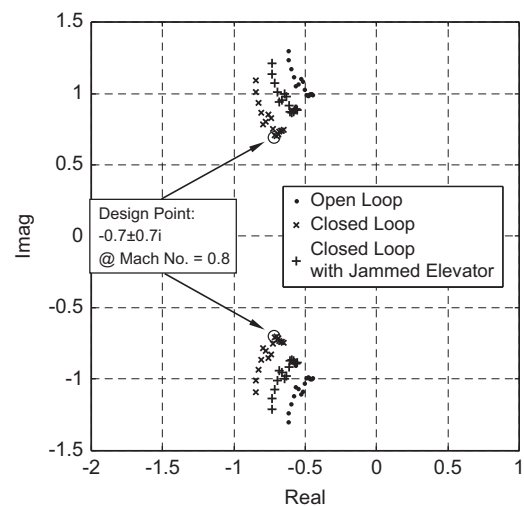 1.5
1
0.5
0
-0.5
-1
-1.5
Imag
Design Point:
-0.7±0.7i
@ Mach No. = 0.8
Open Loop
Closed Loop
Closed Loop
with Jammed Elevator
-2
-1.5
-1
-0.5
0
0.5
1
Real